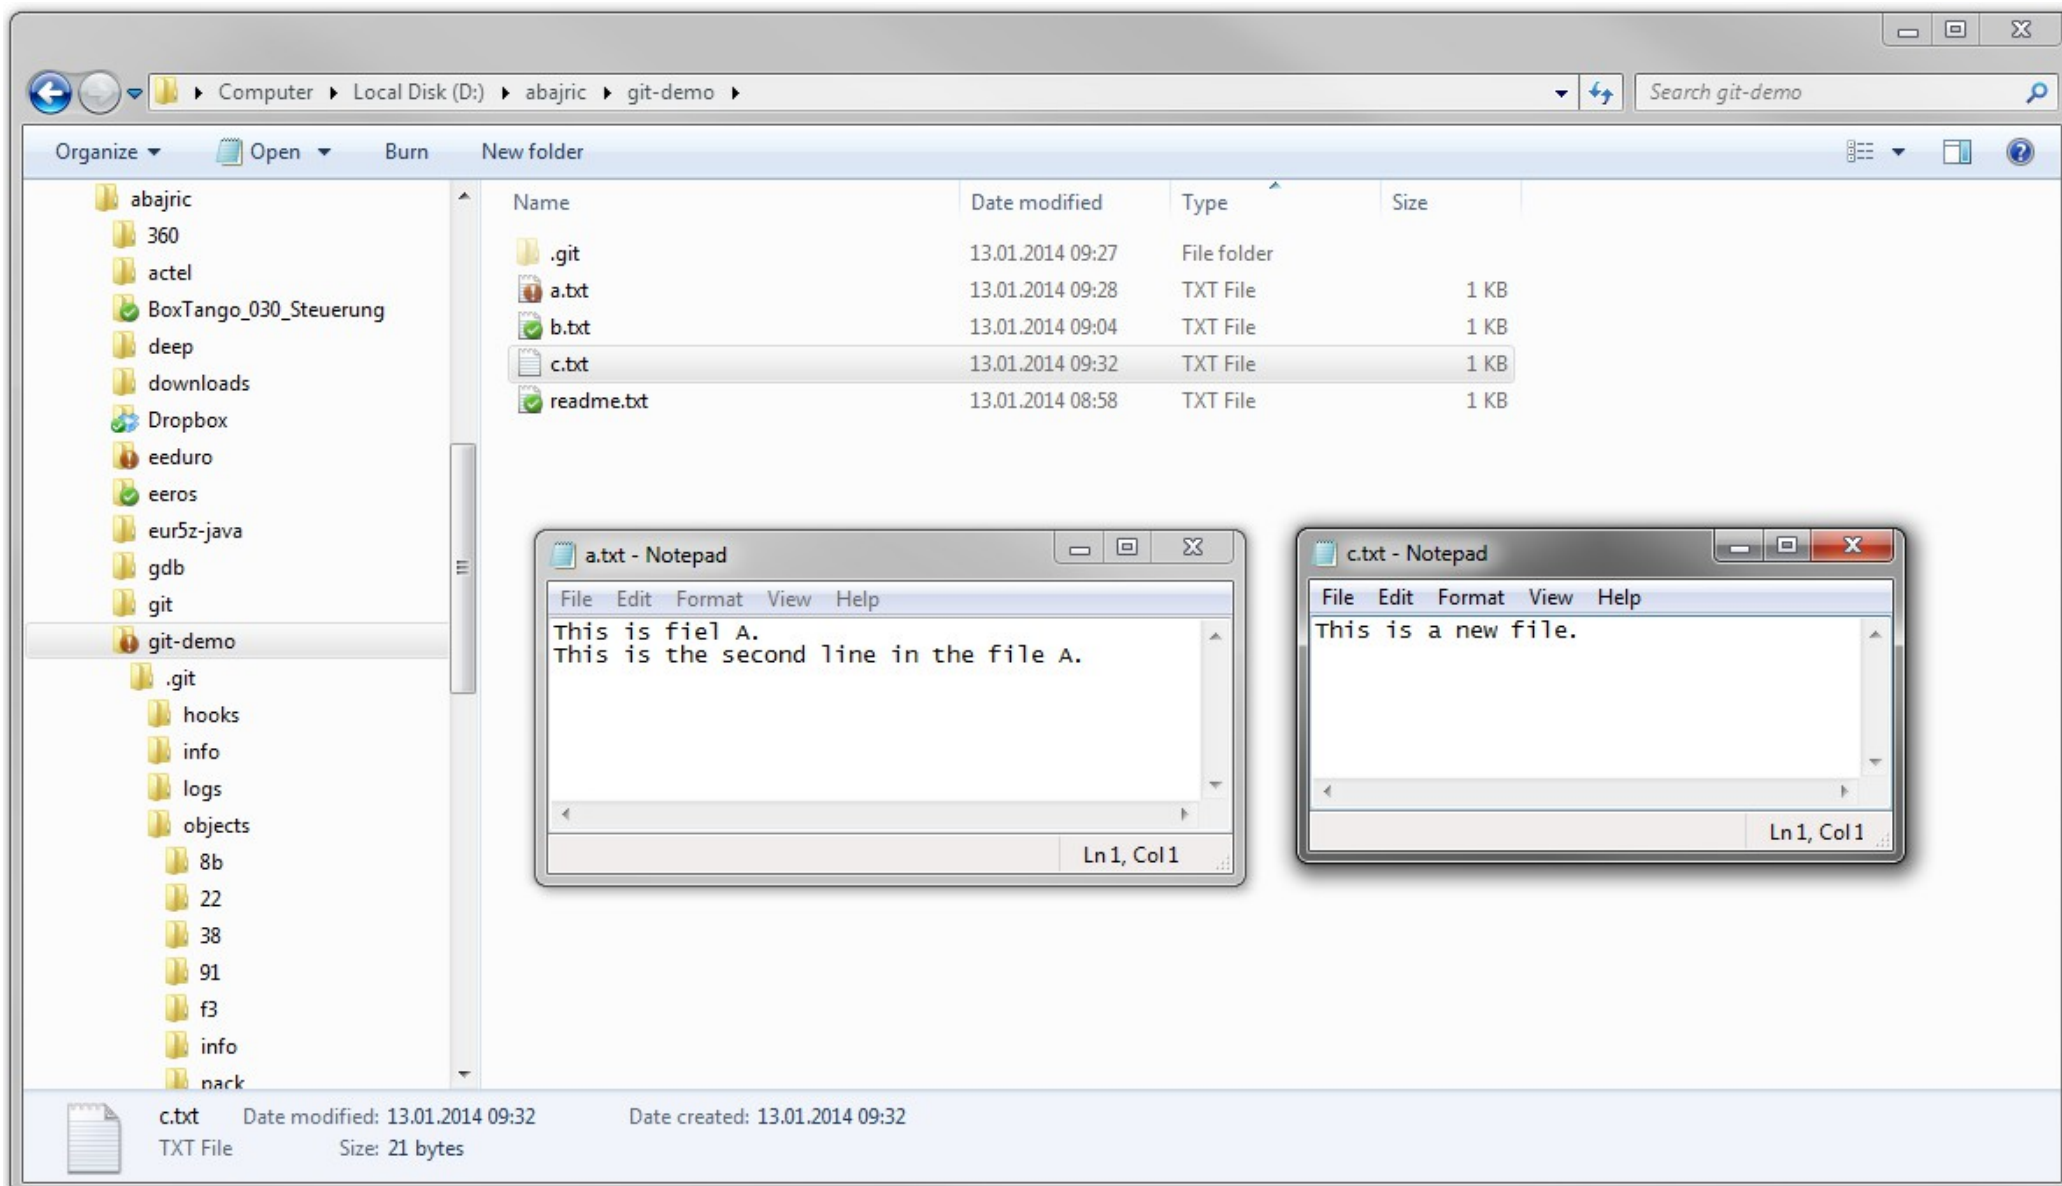 Computer Local Disk (D:) abajric git-demo
Search git-demo
Organize Open Burn New folder
abajric
360
actel
BoxTango_030_Steuerung
deep
downloads
Dropbox
eeduro
eeros
eur5z-java
gdb
git
git-demo
.git
hooks
info
logs
objects
8b
22
38
91
f3
info
pack
Name Date modified Type Size
.git 13.01.2014 09:27 File folder
a.txt 13.01.2014 09:28 TXT File 1 KB
b.txt 13.01.2014 09:04 TXT File 1 KB
c.txt 13.01.2014 09:32 TXT File 1 KB
readme.txt 13.01.2014 08:58 TXT File 1 KB
a.txt - Notepad
File Edit Format View Help
This is fiel A.
This is the second line in the file A.
Ln 1, Col 1
c.txt - Notepad
File Edit Format View Help
This is a new file.
Ln 1, Col 1
c.txt Date modified: 13.01.2014 09:32 Date created: 13.01.2014 09:32
TXT File Size: 21 bytes